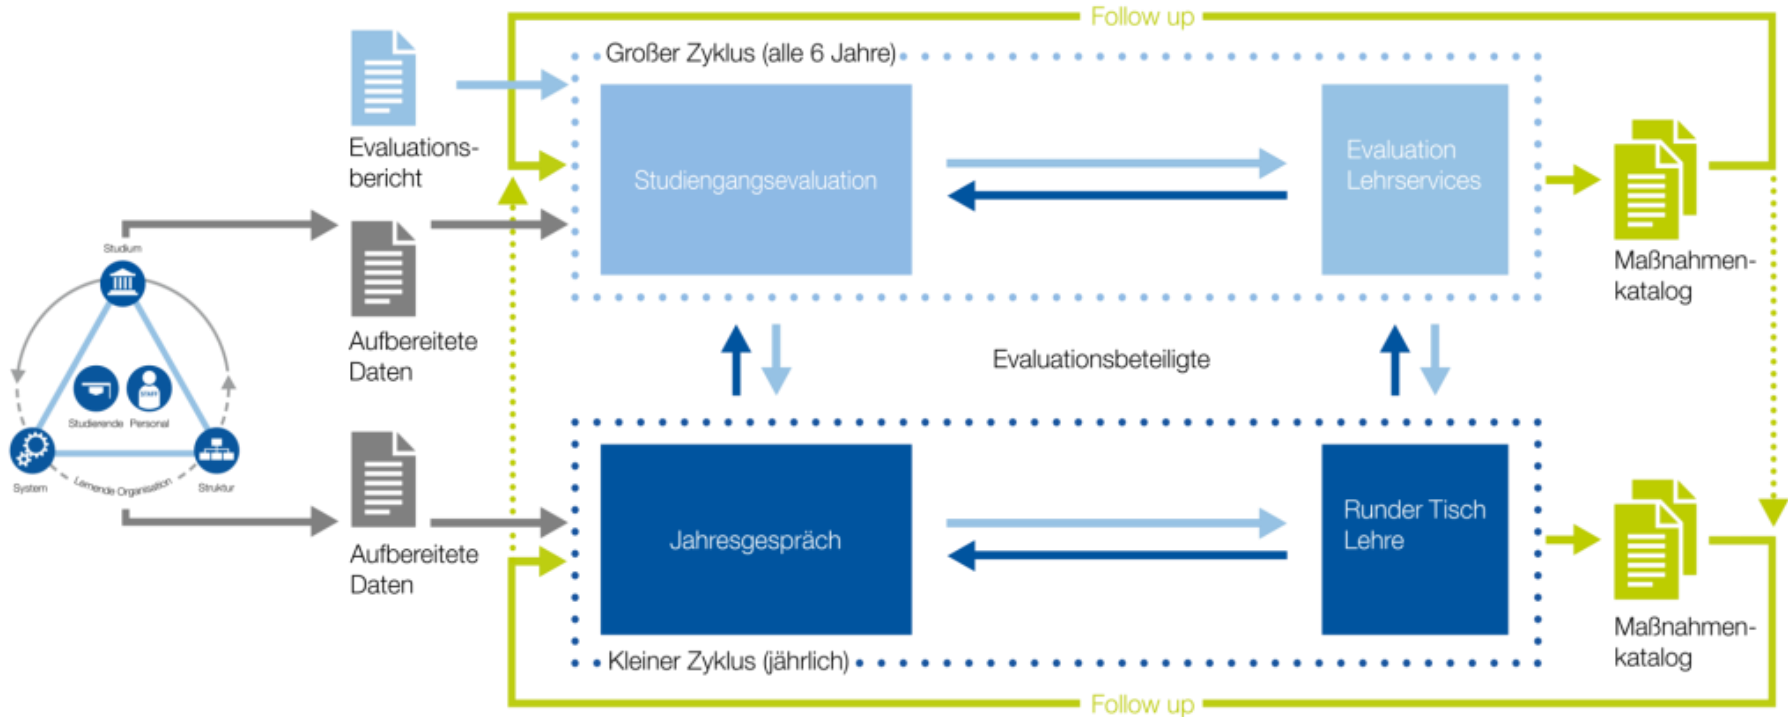 Follow up
Großer Zyklus (alle 6 Jahre)
Evaluations-
bericht
Studiengangsevaluation
Evaluation
Lehrservices
Maßnahmen-
katalog
Aufbereitete
Daten
Studium
Studierende
Personal
STAFF
System
Lernende Organisation
Struktur
Evaluationsbeteiligte
Aufbereitete
Daten
Jahresgespräch
Runder Tisch
Lehre
Maßnahmen-
katalog
Kleiner Zyklus (jährlich)
Follow up